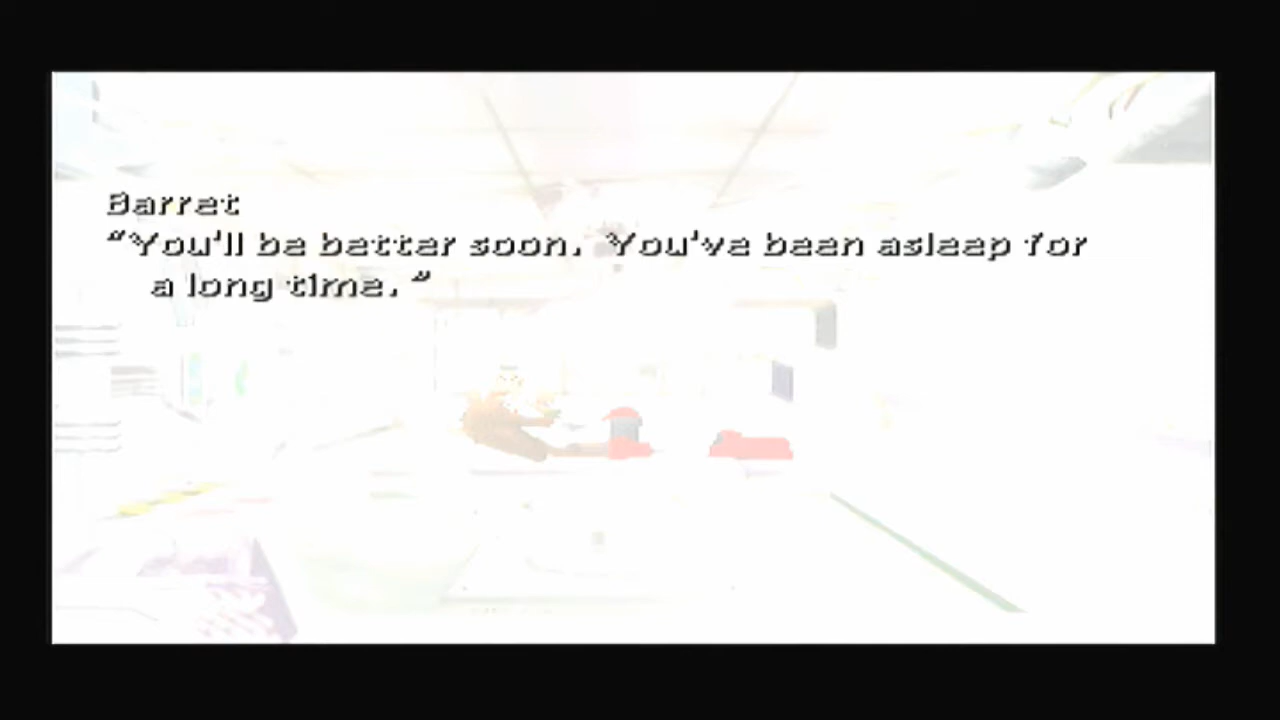 Barret
“You'll be better soon. You've been asleep for
a long time.”